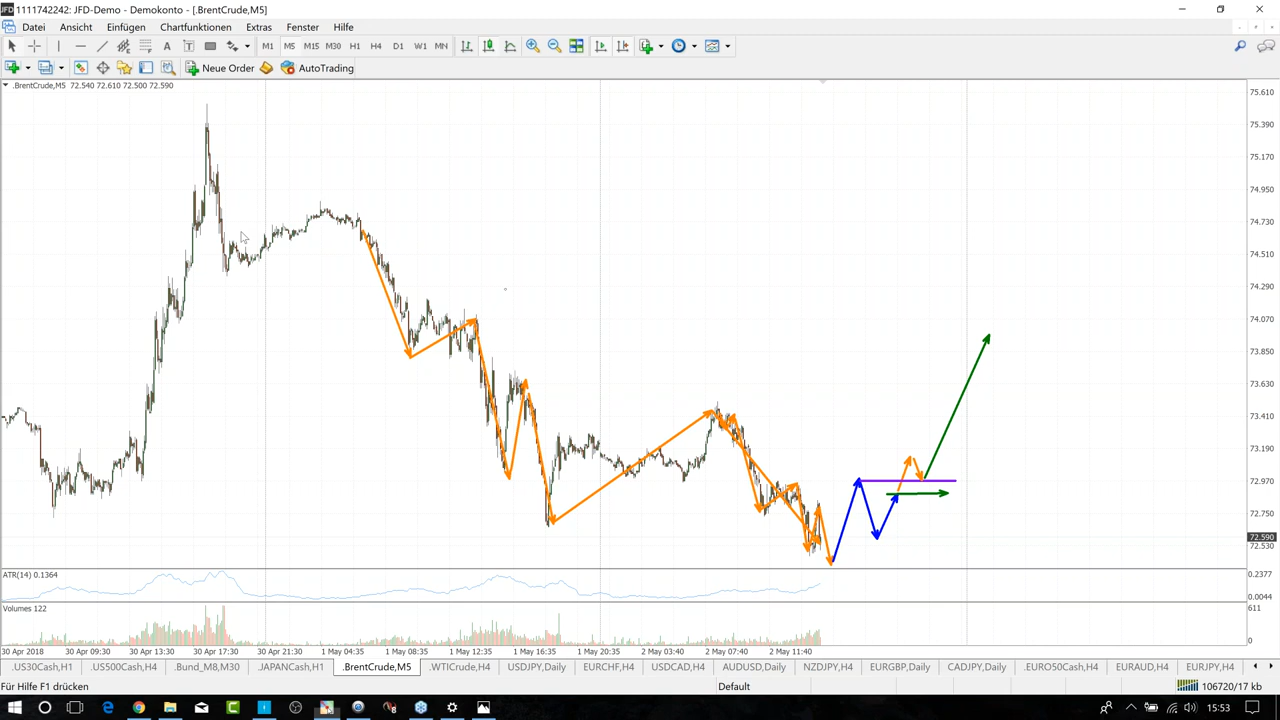 1111742242: JFD-Demo - Demokonto - [.BrentCrude,M5]
Datei Ansicht Einfügen Chartfunktionen Extras Fenster Hilfe
A T M1 M5 M15 M30 H1 H4 D1 W1 MN
Neue Order AutoTrading
.BrentCrude,M5 72.540 72.610 72.500 72.590
75.610
75.390
75.170
74.950
74.730
74.510
74.290
74.070
73.850
73.630
73.410
73.190
72.970
72.750
72.590
72.530
ATR(14) 0.1364
0.2377
0.0044
Volumes 122
611
0
30 Apr 2018 30 Apr 09:30 30 Apr 13:30 30 Apr 17:30 30 Apr 21:30 1 May 04:35 1 May 08:35 1 May 12:35 1 May 16:35 1 May 20:35 2 May 07:40 2 May 11:40
.US30Cash,H1 .US500Cash,H4 .Bund_M8,M30 .JAPANCash,H1 .BrentCrude,M5 .WTICrude,H4 USDJPY,Daily EURCHF,H4 USDCAD,H4 AUDUSD,Daily NZDJPY,H4 EURGBP,Daily CADJPY,Daily .EURO50Cash,H4 EURAUD,H4 EURJPY,H4
Für Hilfe F1 drücken Default 106720/17 kb
15:53